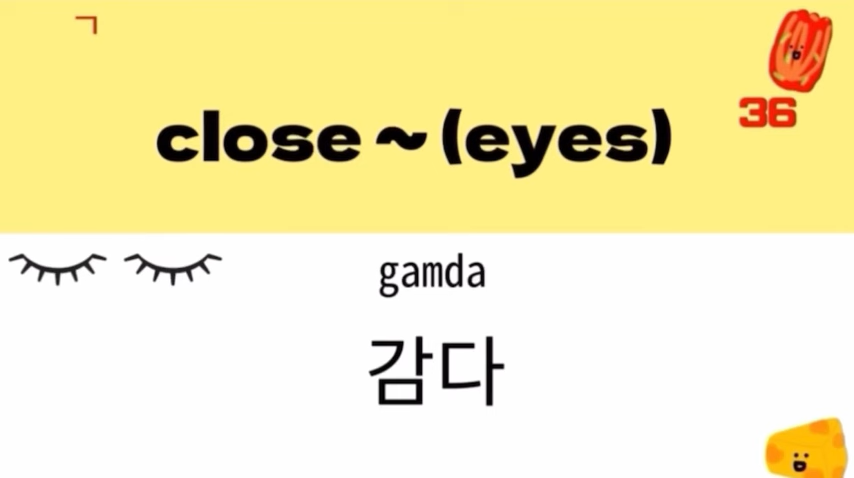 ㄱ
36
close ~ (eyes)
gamda
감다